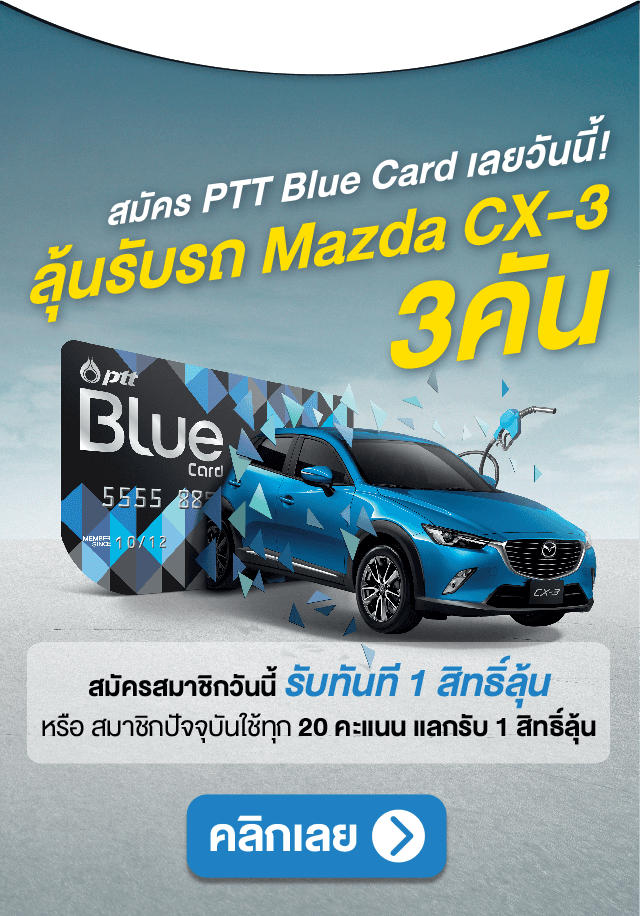 สมัคร PTT Blue Card เลยวันนี้!
ลุ้นรับรถ Mazda CX-3
3คัน
ptt
Blue
Card
5555 885
MEMBER
SINCE 10/12
CX-3
สมัครสมาชิกวันนี้ รับทันที 1 สิทธิ์ลุ้น
หรือ สมาชิกปัจจุบันใช้ทุก 20 คะแนน แลกรับ 1 สิทธิ์ลุ้น
คลิกเลย